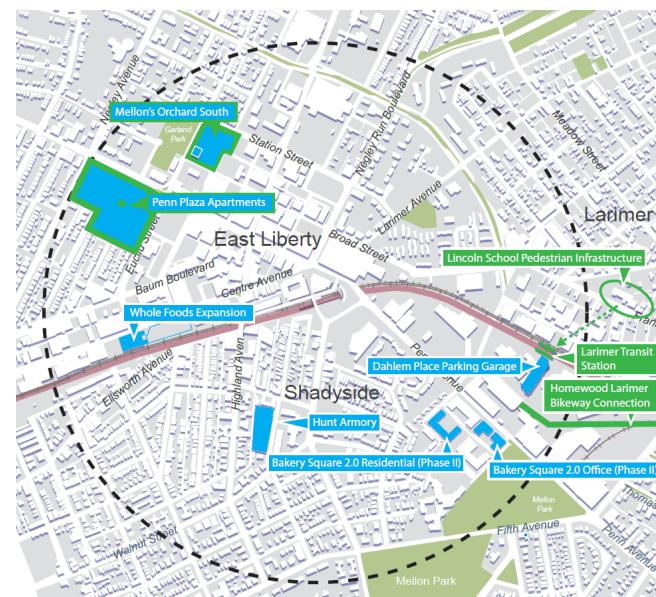 Negley Avenue
Mellon's Orchard South
Garland
Park
Station Street
Negley Run Boulevard
Meadow Street
Penn Plaza Apartments
Larimer Avenue
Larimer
Euclid Street
East Liberty
Broad Street
Lincoln School Pedestrian Infrastructure
Baum Boulevard
Centre Avenue
Whole Foods Expansion
Larimer Transit
Station
Dahlem Place Parking Garage
Ellsworth Avenue
Highland Aven
Shadyside
Homewood Larimer
Bikeway Connection
Hunt Armory
Bakery Square 2.0 Residential (Phase II)
Bakery Square 2.0 Office (Phase II)
Mellon
Park
Thomas
Fifth Avenue
Penn Avenue
Walnut Street
Mellon Park